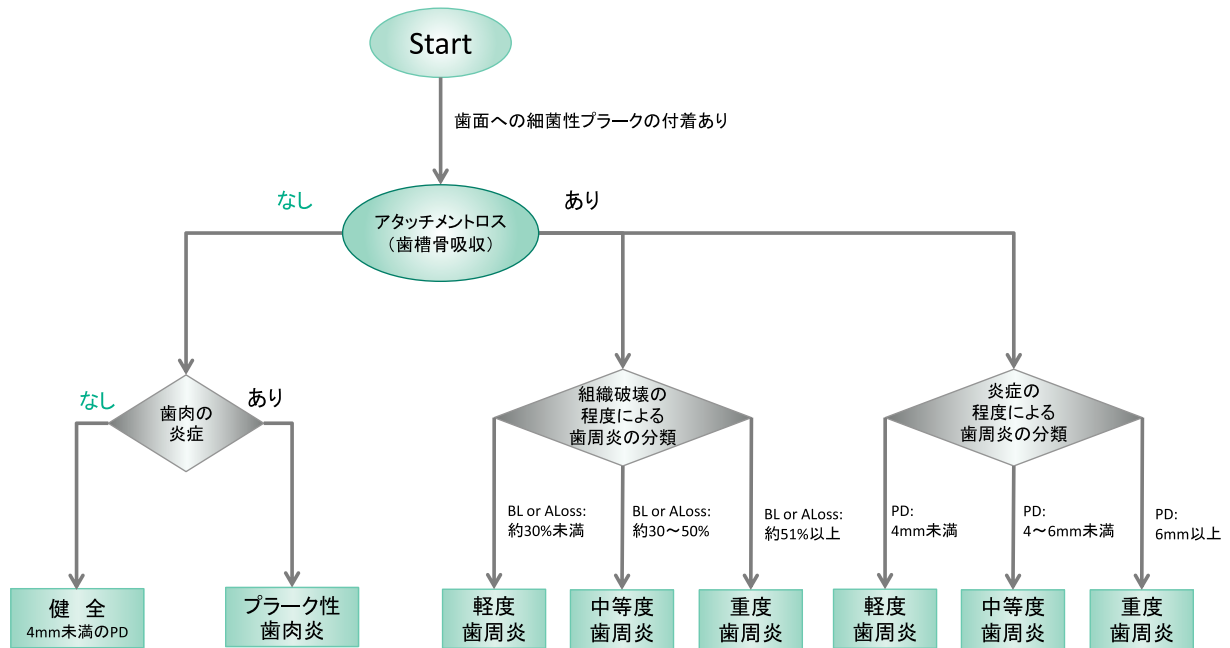 Start
歯面への細菌性プラークの付着あり
なし
あり
アタッチメントロス
（歯槽骨吸収）
なし
あり
歯肉の
炎症
組織破壊の
程度による
歯周炎の分類
炎症の
程度による
歯周炎の分類
BL or ALoss:
約30%未満
BL or ALoss:
約30～50%
BL or ALoss:
約51%以上
PD:
4mm未満
PD:
4～6mm未満
PD:
6mm以上
健 全
4mm未満のPD
プラーク性
歯肉炎
軽度
歯周炎
中等度
歯周炎
重度
歯周炎
軽度
歯周炎
中等度
歯周炎
重度
歯周炎